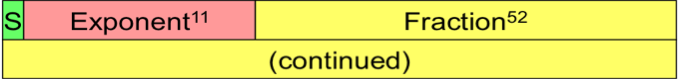 S Exponent¹¹ Fraction⁵²
(continued)